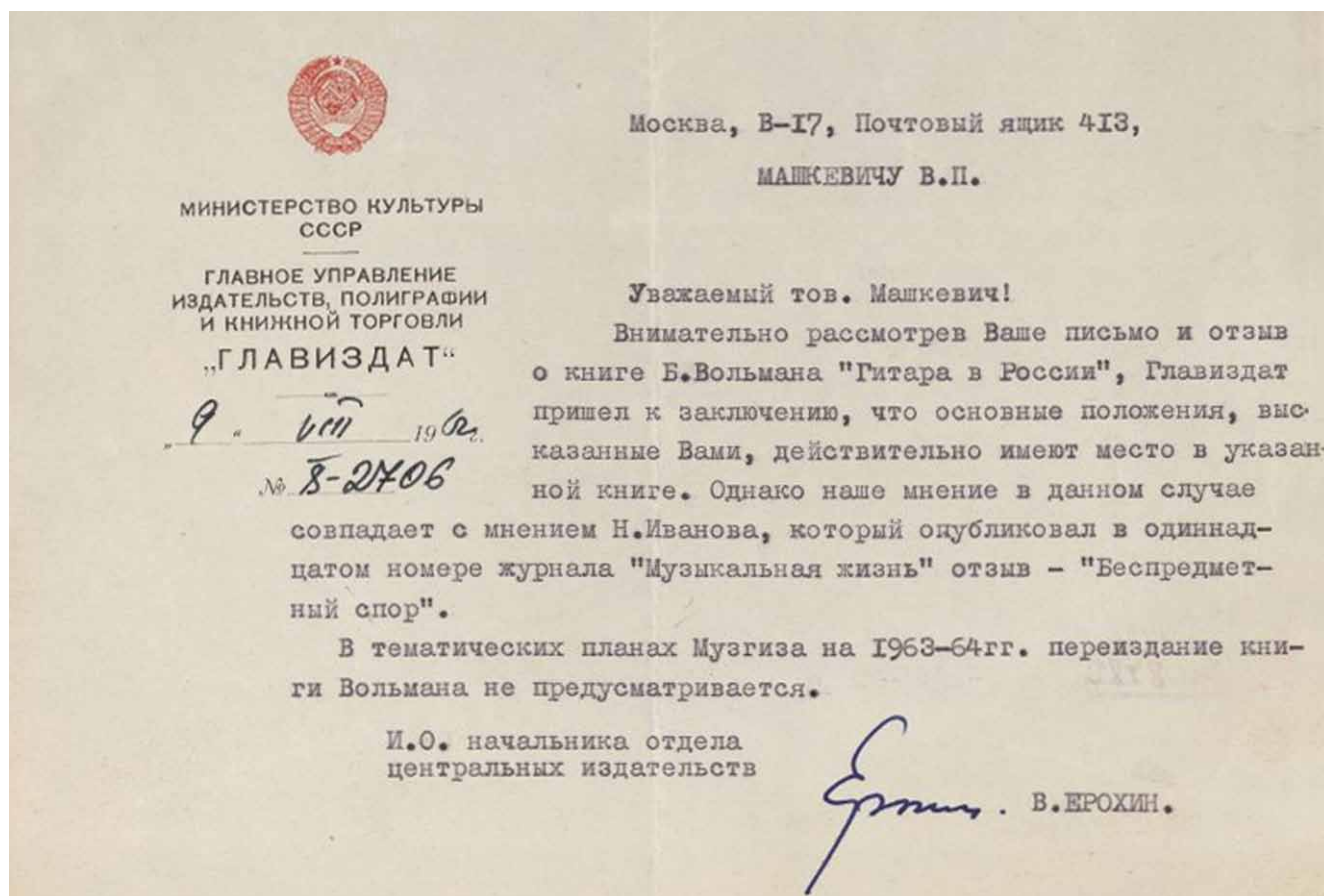 МИНИСТЕРСТВО КУЛЬТУРЫ
СССР
ГЛАВНОЕ УПРАВЛЕНИЕ
ИЗДАТЕЛЬСТВ, ПОЛИГРАФИИ
И КНИЖНОЙ ТОРГОВЛИ
„ГЛАВИЗДАТ“
„9“ VIII 1962г.
№ 8-2706
Москва, В-I7, Почтовый ящик 4I3,
МАШКЕВИЧУ В.П.
Уважаемый тов. Машкевич!
Внимательно рассмотрев Ваше письмо и отзыв
о книге Б.Вольмана "Гитара в России", Главиздат
пришел к заключению, что основные положения, выс-
казанные Вами, действительно имеют место в указан-
ной книге. Однако наше мнение в данном случае
совпадает с мнением Н.Иванова, который опубликовал в одиннад-
цатом номере журнала "Музыкальная жизнь" отзыв - "Беспредмет-
ный спор".
В тематических планах Музгиза на I963-64гг. переиздание кни-
ги Вольмана не предусматривается.
И.О. начальника отдела
центральных издательств
В.ЕРОХИН.